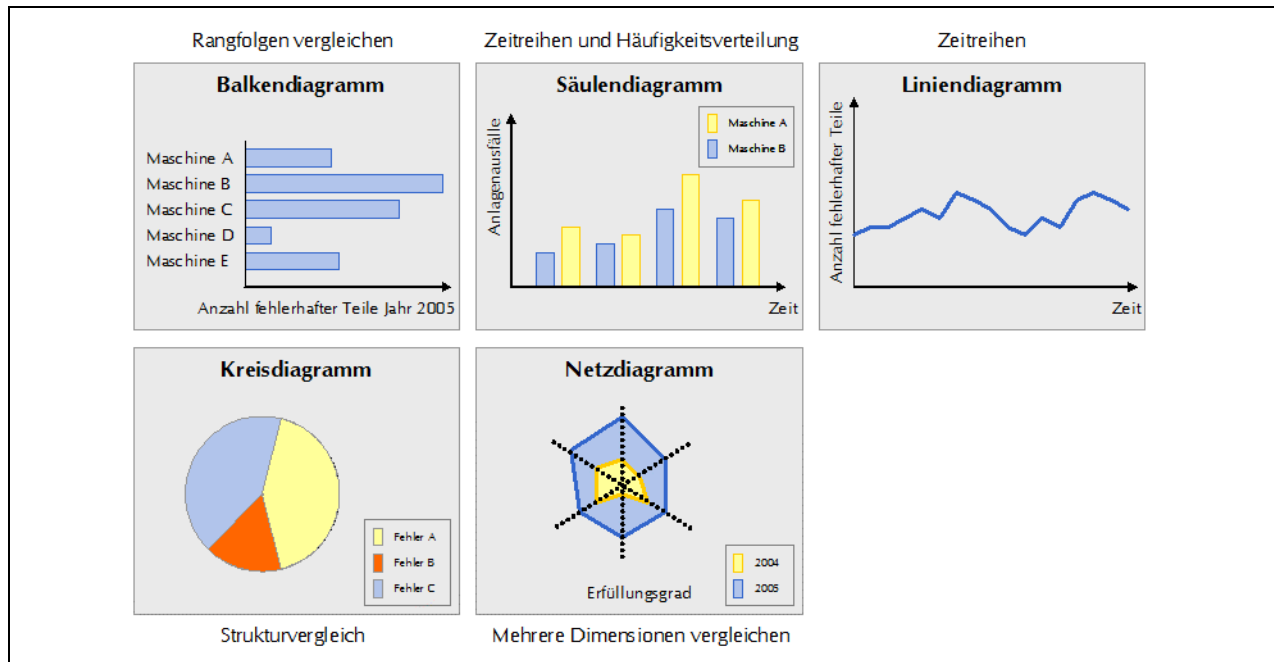 Rangfolgen vergleichen
Zeitreihen und Häufigkeitsverteilung
Zeitreihen
Balkendiagramm
Maschine A
Maschine B
Maschine C
Maschine D
Maschine E
Anzahl fehlerhafter Teile Jahr 2005
Säulendiagramm
Anlagenausfälle
Maschine A
Maschine B
Zeit
Liniendiagramm
Anzahl fehlerhafter Teile
Zeit
Kreisdiagramm
Fehler A
Fehler B
Fehler C
Strukturvergleich
Netzdiagramm
Erfüllungsgrad
2004
2005
Mehrere Dimensionen vergleichen